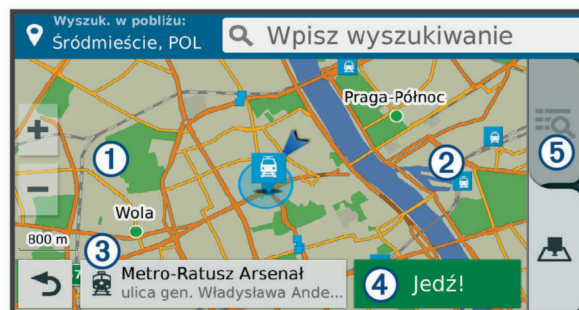 Wyszuk. w pobliżu:
Śródmieście, POL
Wpisz wyszukiwanie
Praga-Północ
1
2
5
Wola
800 m
3
7
Metro-Ratusz Arsenał
ulica gen. Władysława Ande...
4
Jedź!